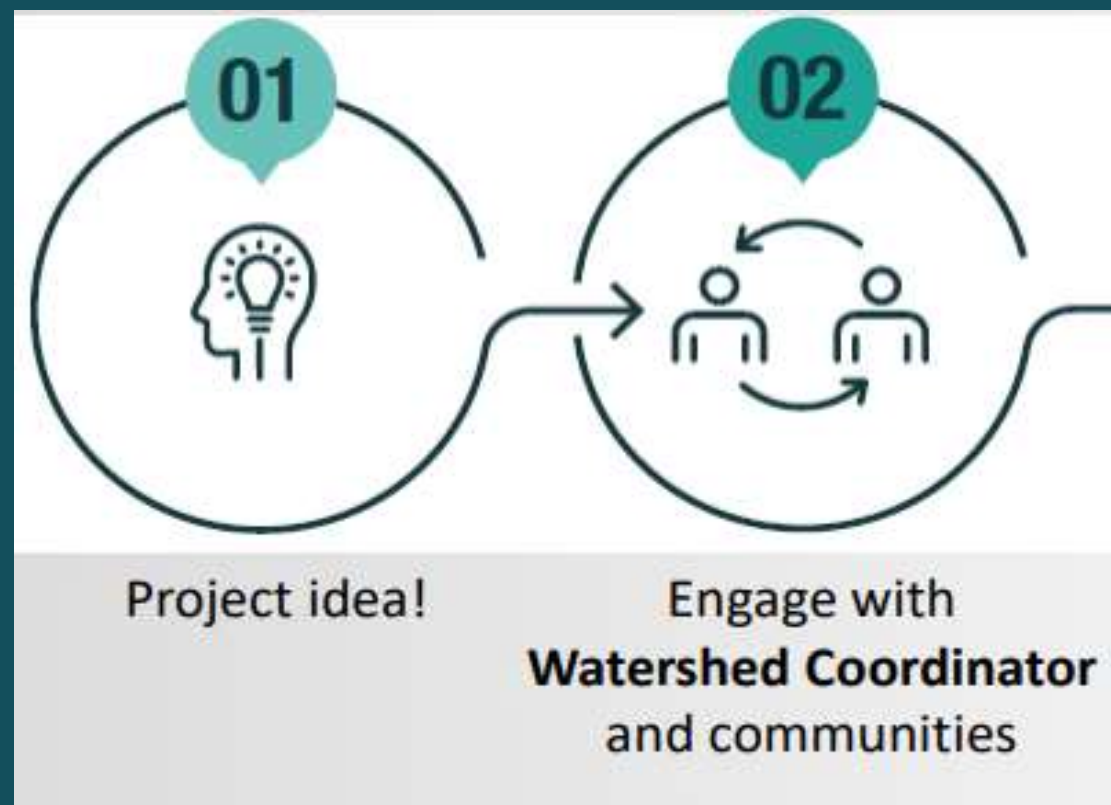 01
02
Project idea!
Engage with
Watershed Coordinator
and communities